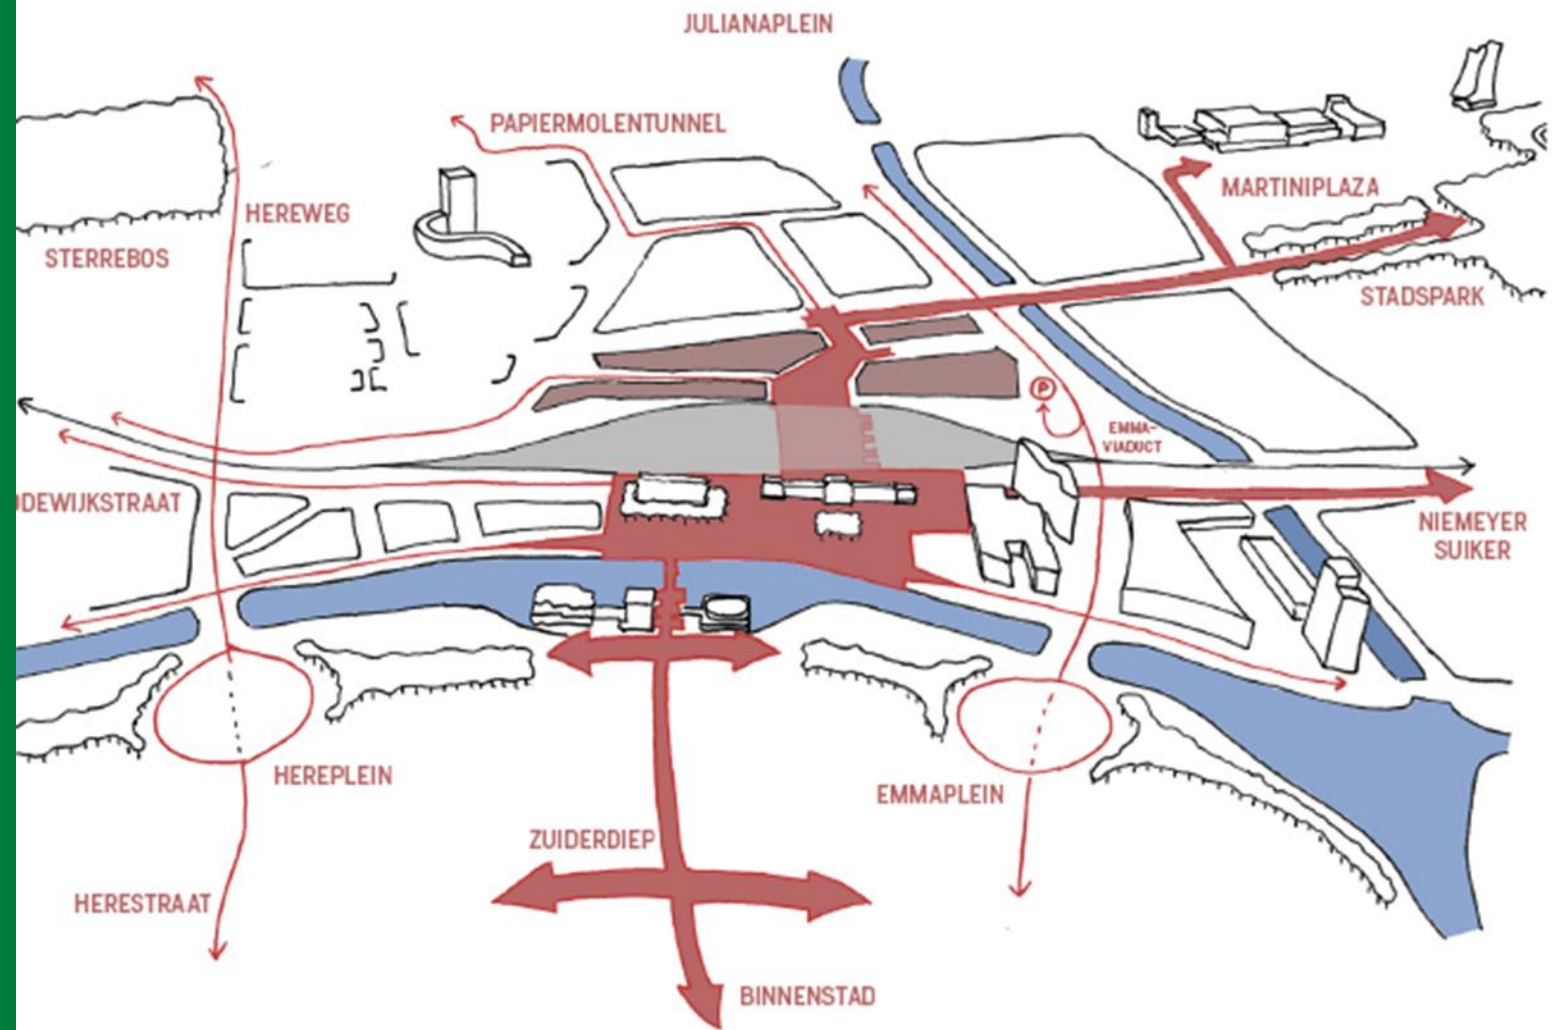 JULIANAPLEIN
PAPIERMOLENTUNNEL
MARTINIPLAZA
HEREWEG
STERREBOS
STADSPARK
P
EMMA-
VIADUCT
DEWIJKSTRAAT
NIEMEYER
SUIKER
HEREPLEIN
EMMAPLEIN
ZUIDERDIEP
HERESTRAAT
BINNENSTAD